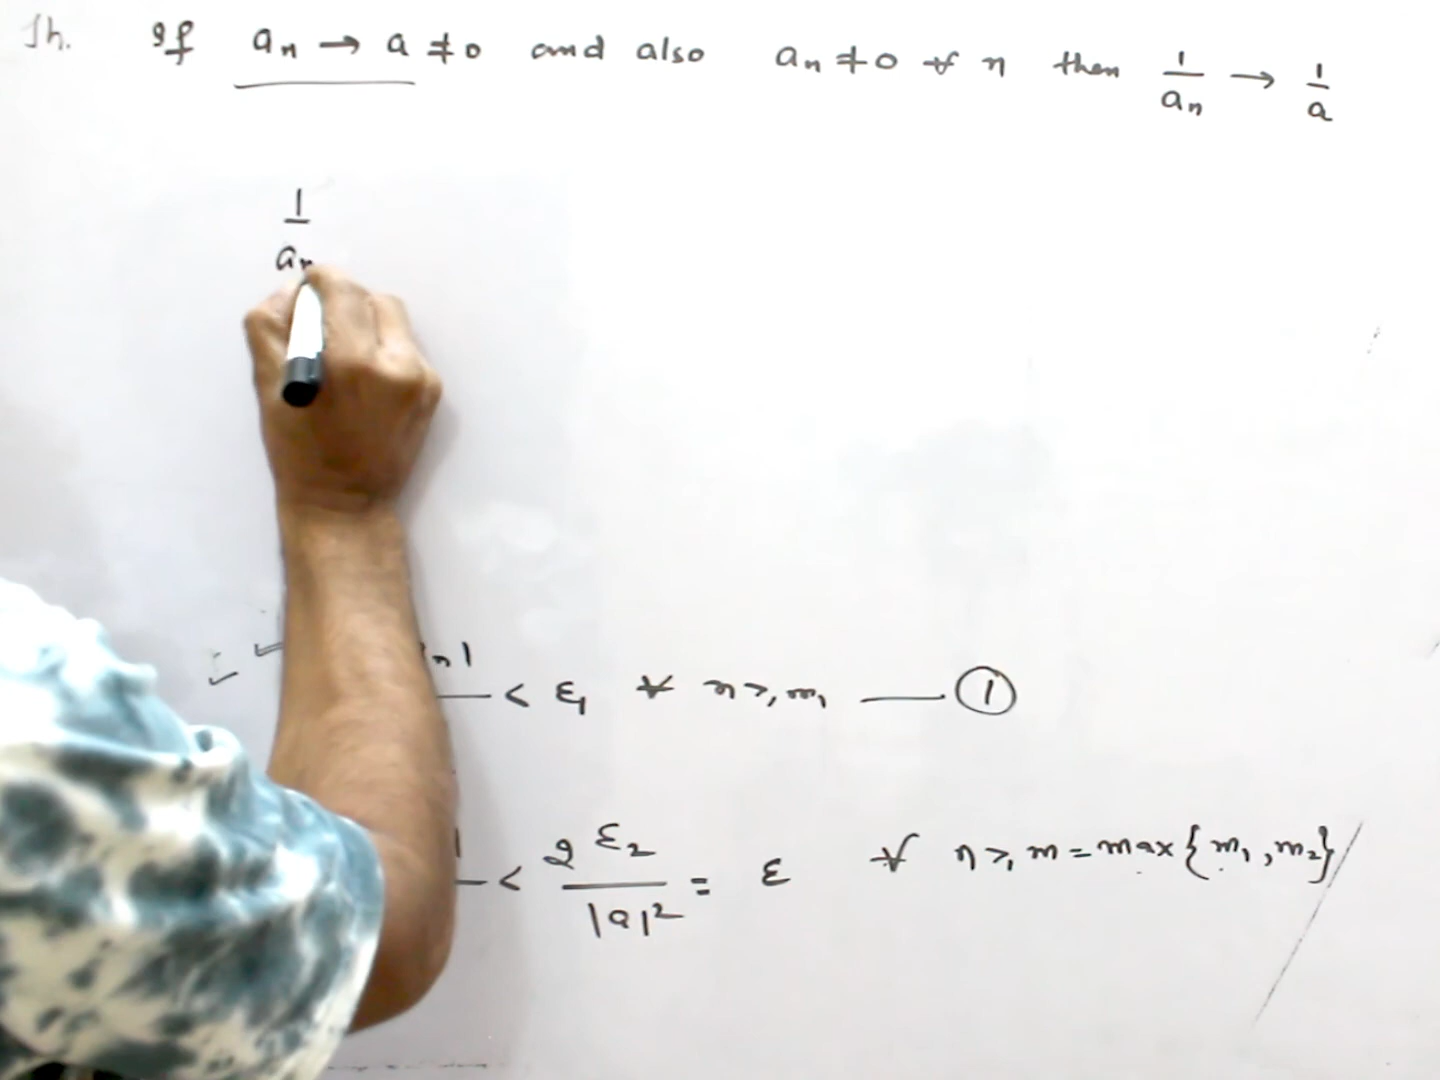 Th. If aₙ → a ≠ 0 and also aₙ ≠ 0 ∀ n then 1/aₙ → 1/a
1/aₙ
< ε₁ ∀ n ≥ m₁ —— ①
< 2ε₂/|a|² = ε ∀ n ≥ m = max{m₁, m₂}